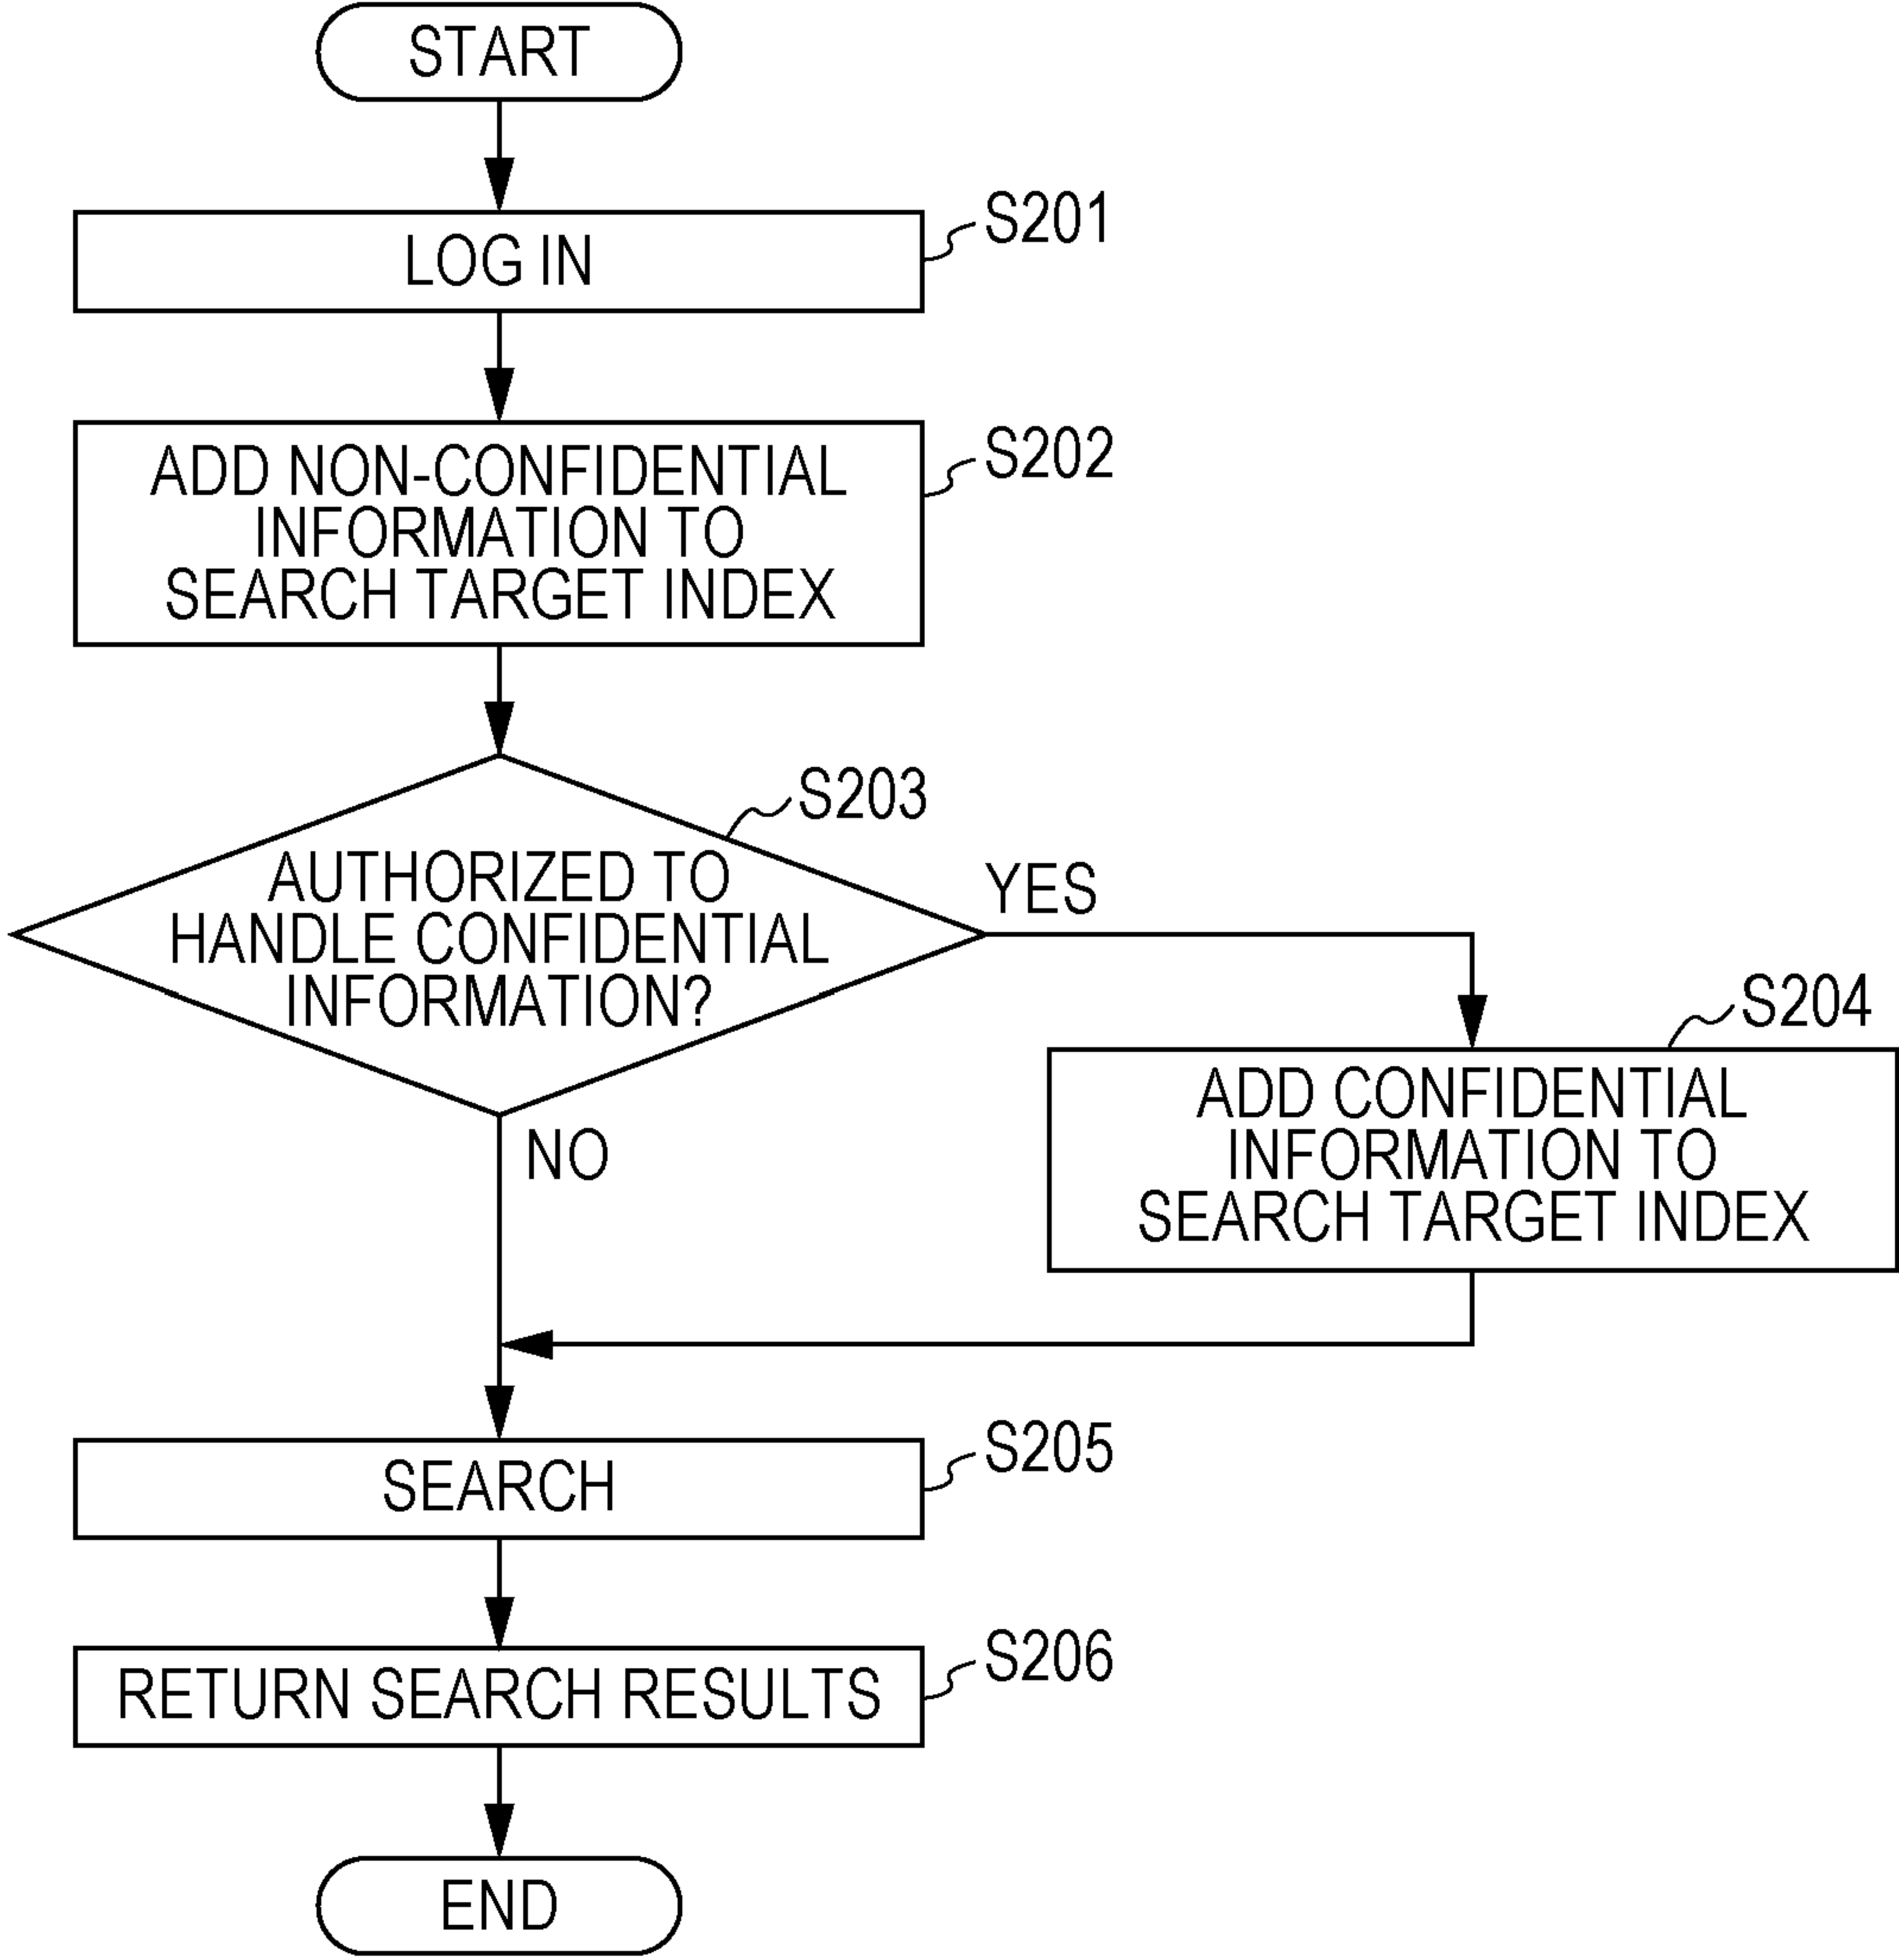 START
LOG IN
S201
ADD NON-CONFIDENTIAL
INFORMATION TO
SEARCH TARGET INDEX
S202
S203
AUTHORIZED TO
HANDLE CONFIDENTIAL
INFORMATION?
YES
NO
S204
ADD CONFIDENTIAL
INFORMATION TO
SEARCH TARGET INDEX
SEARCH
S205
RETURN SEARCH RESULTS
S206
END